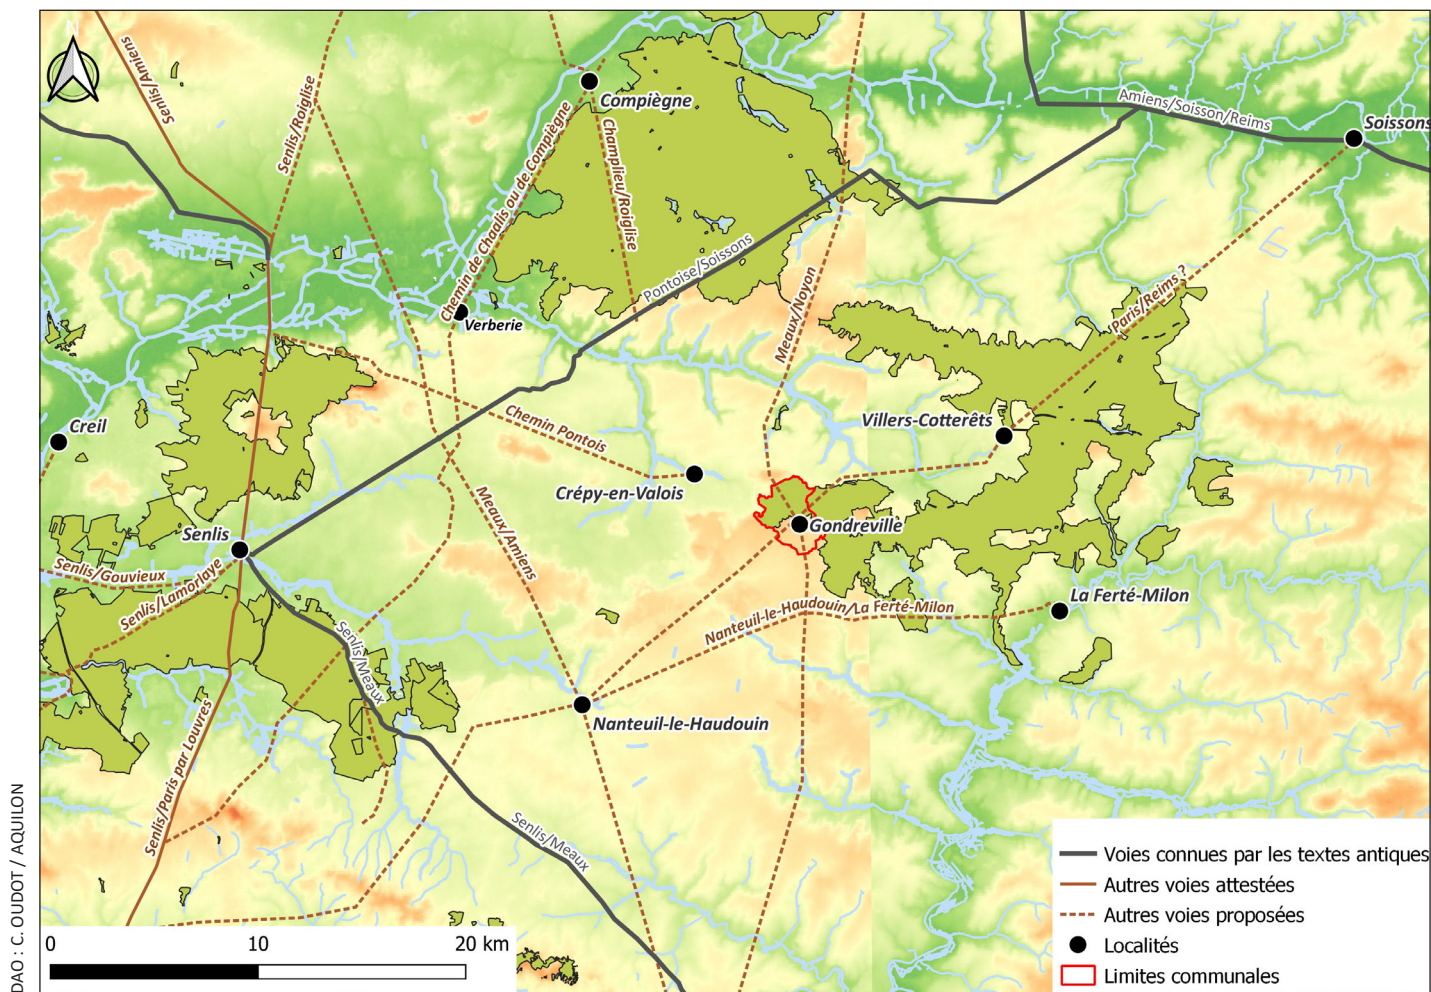 N
Senlis/Amiens
Senlis/Roiglise
Compiègne
Chemin de Chaalis ou de Compiègne
Champlieu/Roiglise
Amiens/Soisson/Reims
Soissons
Pontoise/Soissons
Meaux/Noyon
Paris/Reims ?
Verberie
Creil
Chemin Pontois
Villers-Cotterêts
Crépy-en-Valois
Meaux/Amiens
Gondreville
Senlis
Senlis/Gouvieux
Senlis/Lamorlaye
Senlis/Meaux
Nanteuil-le-Haudouin/La Ferté-Milon
La Ferté-Milon
Nanteuil-le-Haudouin
Senlis/Paris par Louvres
Senlis/Meaux
Voies connues par les textes antiques
Autres voies attestées
Autres voies proposées
Localités
Limites communales
0 10 20 km
DAO : C. OUDOT / AQUILON